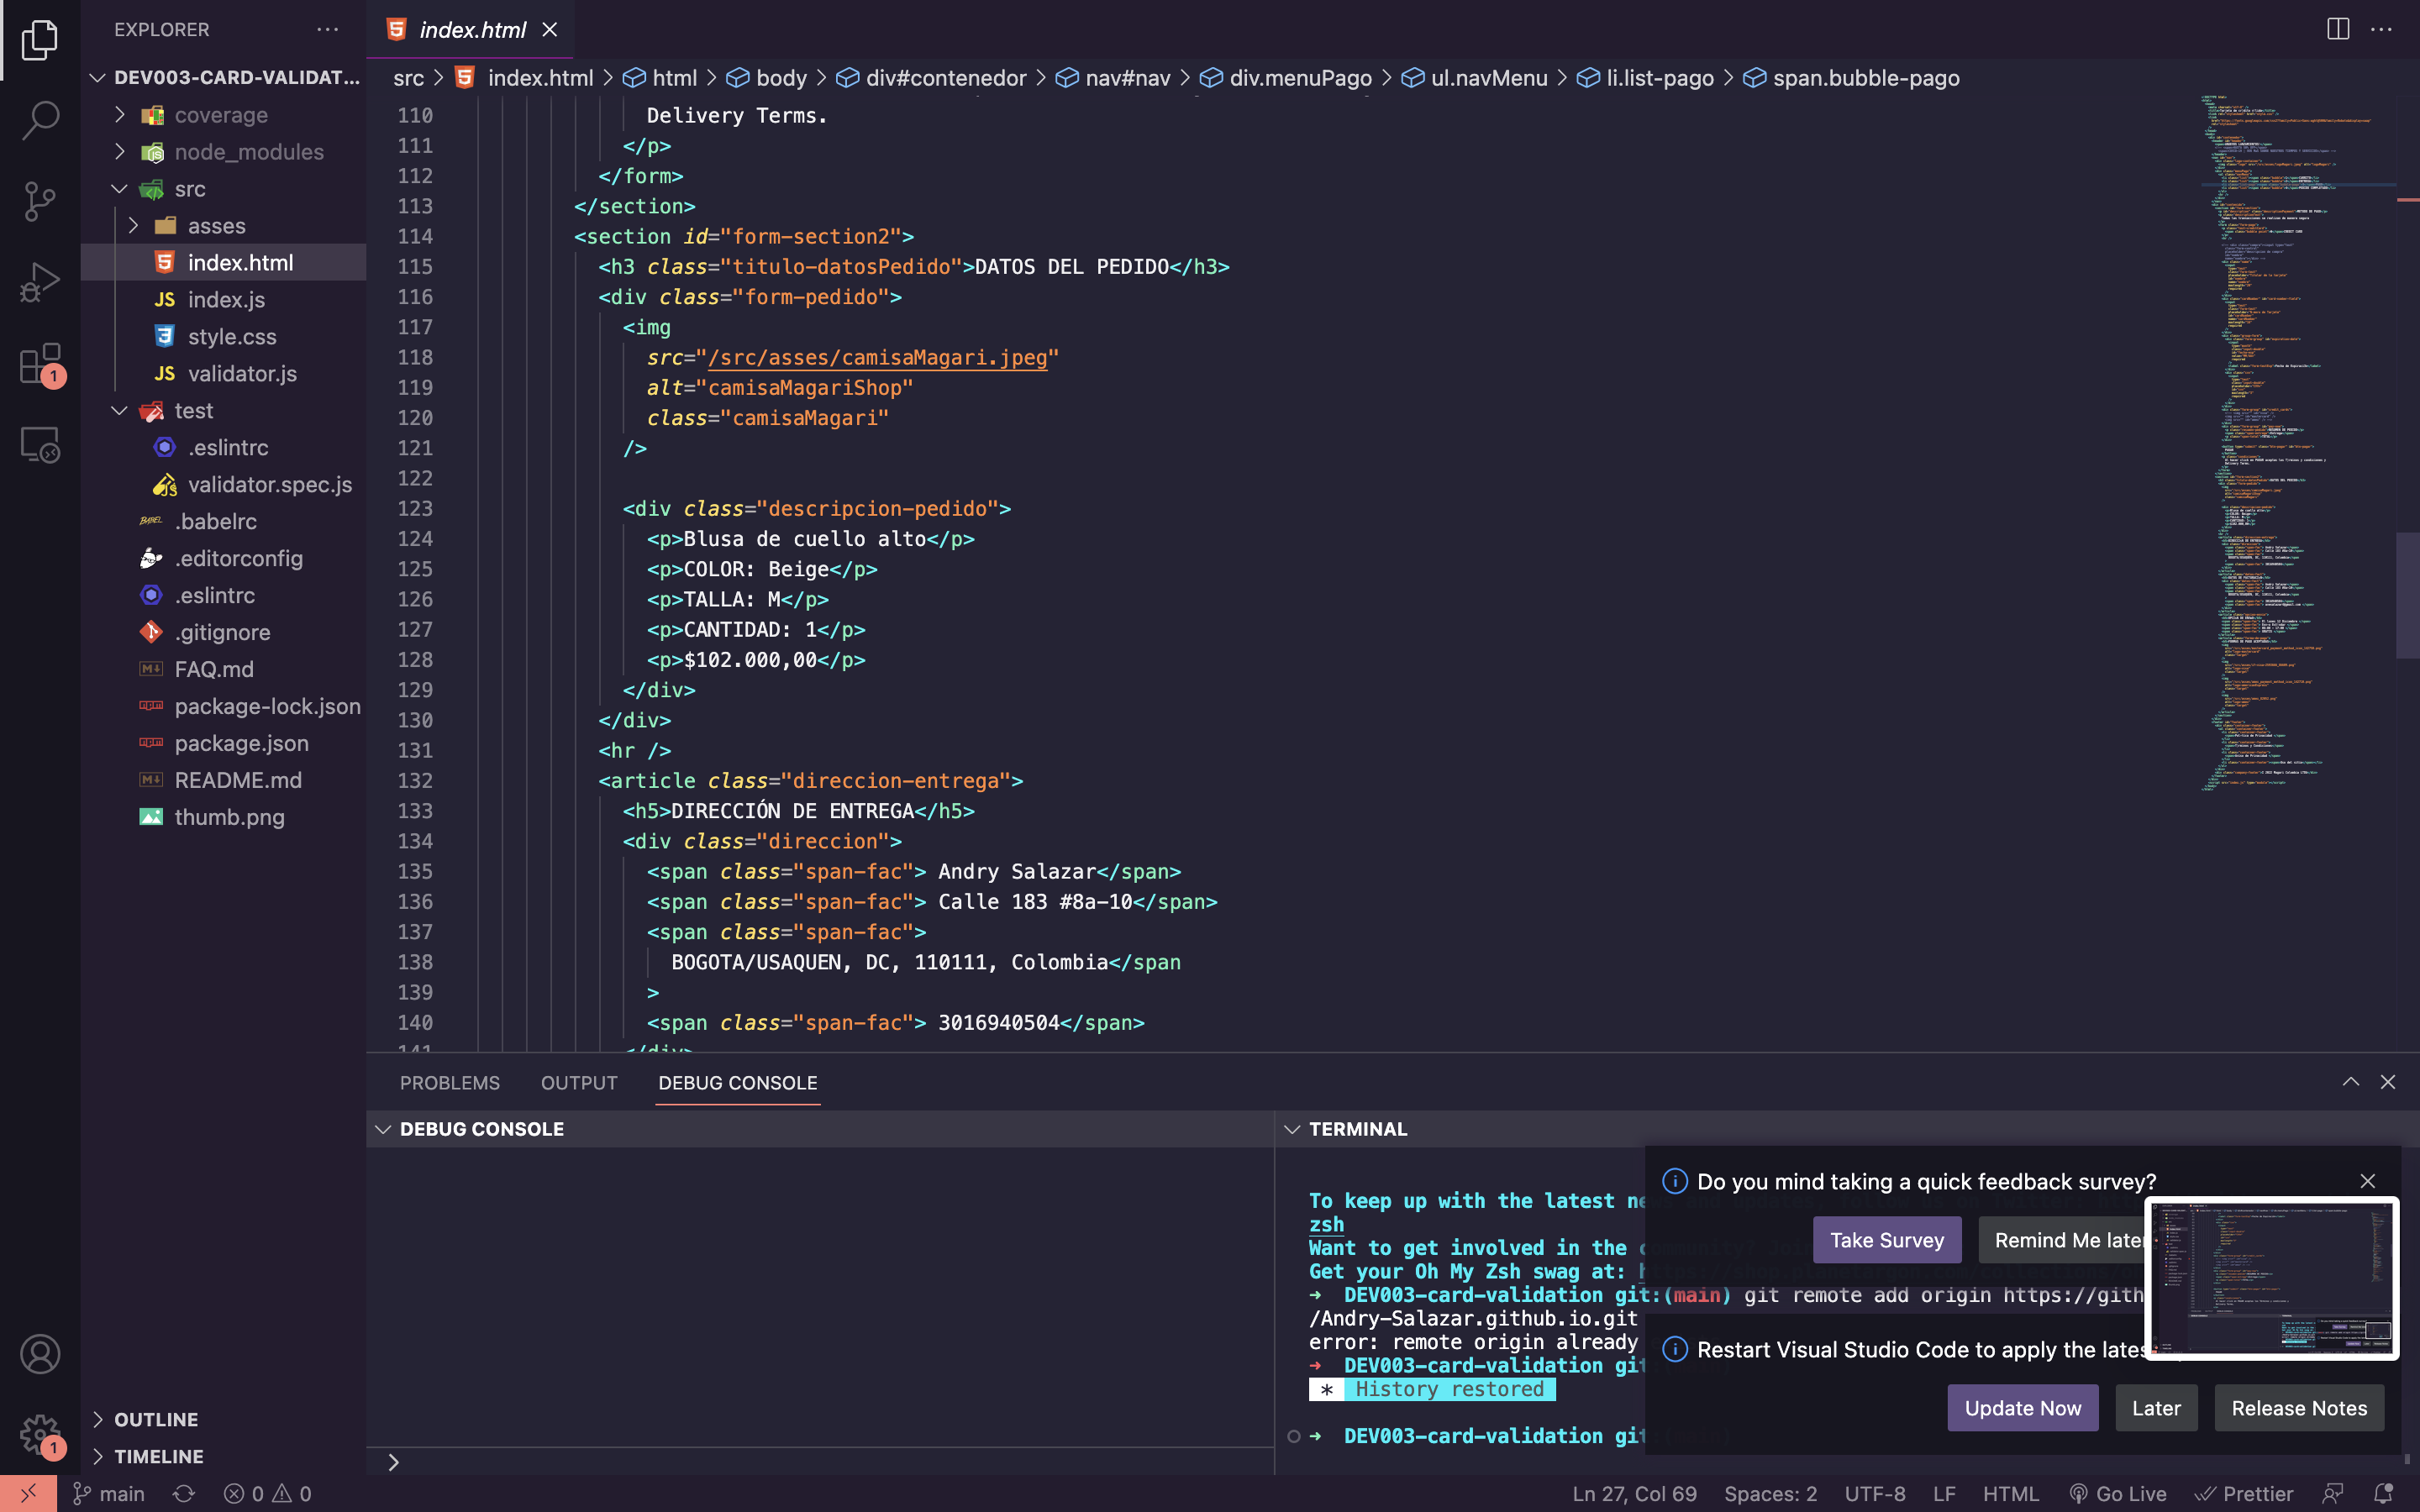 EXPLORER
index.html
DEV003-CARD-VALIDAT...
coverage
node_modules
src
asses
index.html
index.js
style.css
validator.js
test
.eslintrc
validator.spec.js
.babelrc
.editorconfig
.eslintrc
.gitignore
FAQ.md
package-lock.json
package.json
README.md
thumb.png
OUTLINE
TIMELINE
src > index.html > html > body > div#contenedor > nav#nav > div.menuPago > ul.navMenu > li.list-pago > span.bubble-pago
110 Delivery Terms.
111 </p>
112 </form>
113 </section>
114 <section id="form-section2">
115 <h3 class="titulo-datosPedido">DATOS DEL PEDIDO</h3>
116 <div class="form-pedido">
117 <img
118 src="/src/asses/camisaMagari.jpeg"
119 alt="camisaMagariShop"
120 class="camisaMagari"
121 />
122
123 <div class="descripcion-pedido">
124 <p>Blusa de cuello alto</p>
125 <p>COLOR: Beige</p>
126 <p>TALLA: M</p>
127 <p>CANTIDAD: 1</p>
128 <p>$102.000,00</p>
129 </div>
130 </div>
131 <hr />
132 <article class="direccion-entrega">
133 <h5>DIRECCIÓN DE ENTREGA</h5>
134 <div class="direccion">
135 <span class="span-fac"> Andry Salazar</span>
136 <span class="span-fac"> Calle 183 #8a-10</span>
137 <span class="span-fac">
138 BOGOTA/USAQUEN, DC, 110111, Colombia</span
139 >
140 <span class="span-fac"> 3016940504</span>
141 </div>
PROBLEMS OUTPUT DEBUG CONSOLE
DEBUG CONSOLE
TERMINAL
To keep up with the latest
zsh
Want to get involved in the
Get your Oh My Zsh swag at:
→ DEV003-card-validation git:(main) git remote add origin https://gith
/Andry-Salazar.github.io.git
error: remote origin already
→ DEV003-card-validation git
* History restored
→ DEV003-card-validation git
Do you mind taking a quick feedback survey?
Take Survey
Remind Me later
Restart Visual Studio Code to apply the
Update Now
Later
Release Notes
1
1
main
0 0
Ln 27, Col 69
Spaces: 2
UTF-8
LF
HTML
Go Live
Prettier